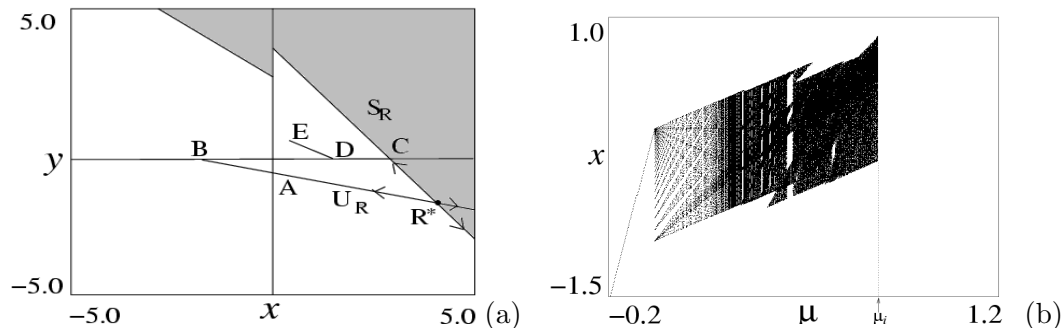 5.0
S_R
E
B
D
C
y
A
U_R
R*
-5.0
-5.0
x
5.0
(a)
1.0
x
-1.5
-0.2
μ
μ_i
1.2
(b)